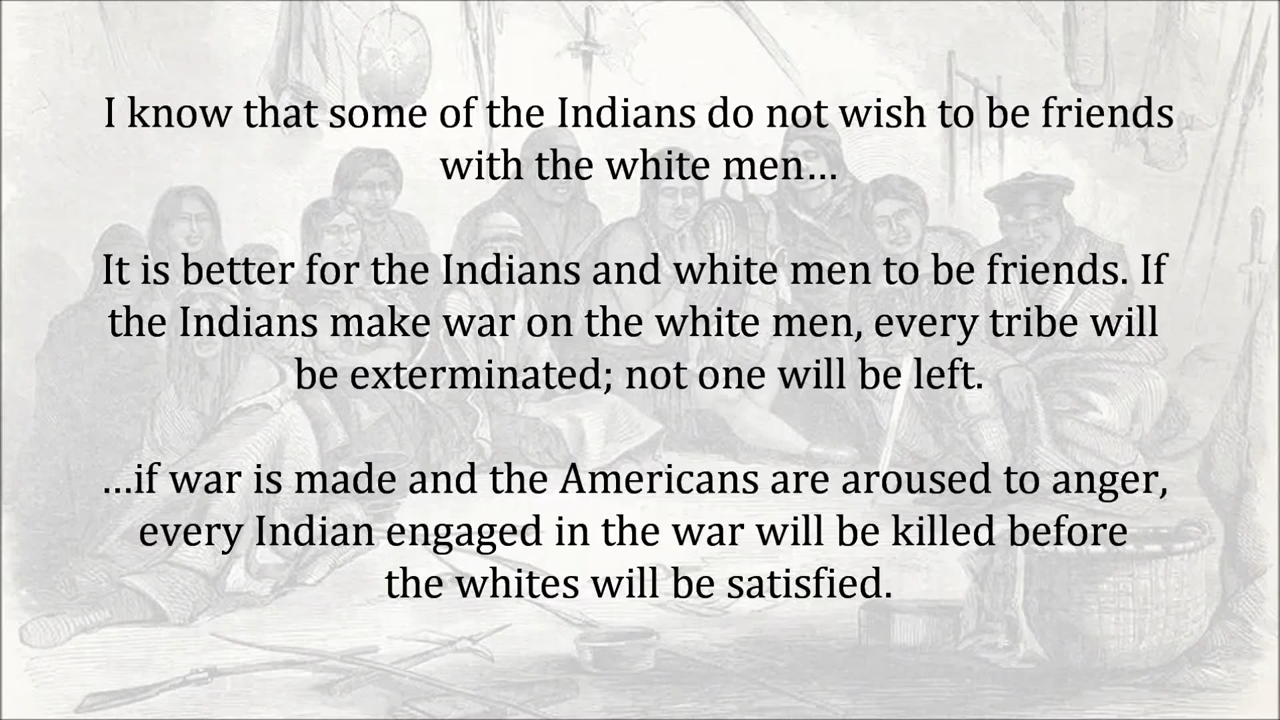 I know that some of the Indians do not wish to be friends
with the white men…
It is better for the Indians and white men to be friends. If
the Indians make war on the white men, every tribe will
be exterminated; not one will be left.
…if war is made and the Americans are aroused to anger,
every Indian engaged in the war will be killed before
the whites will be satisfied.